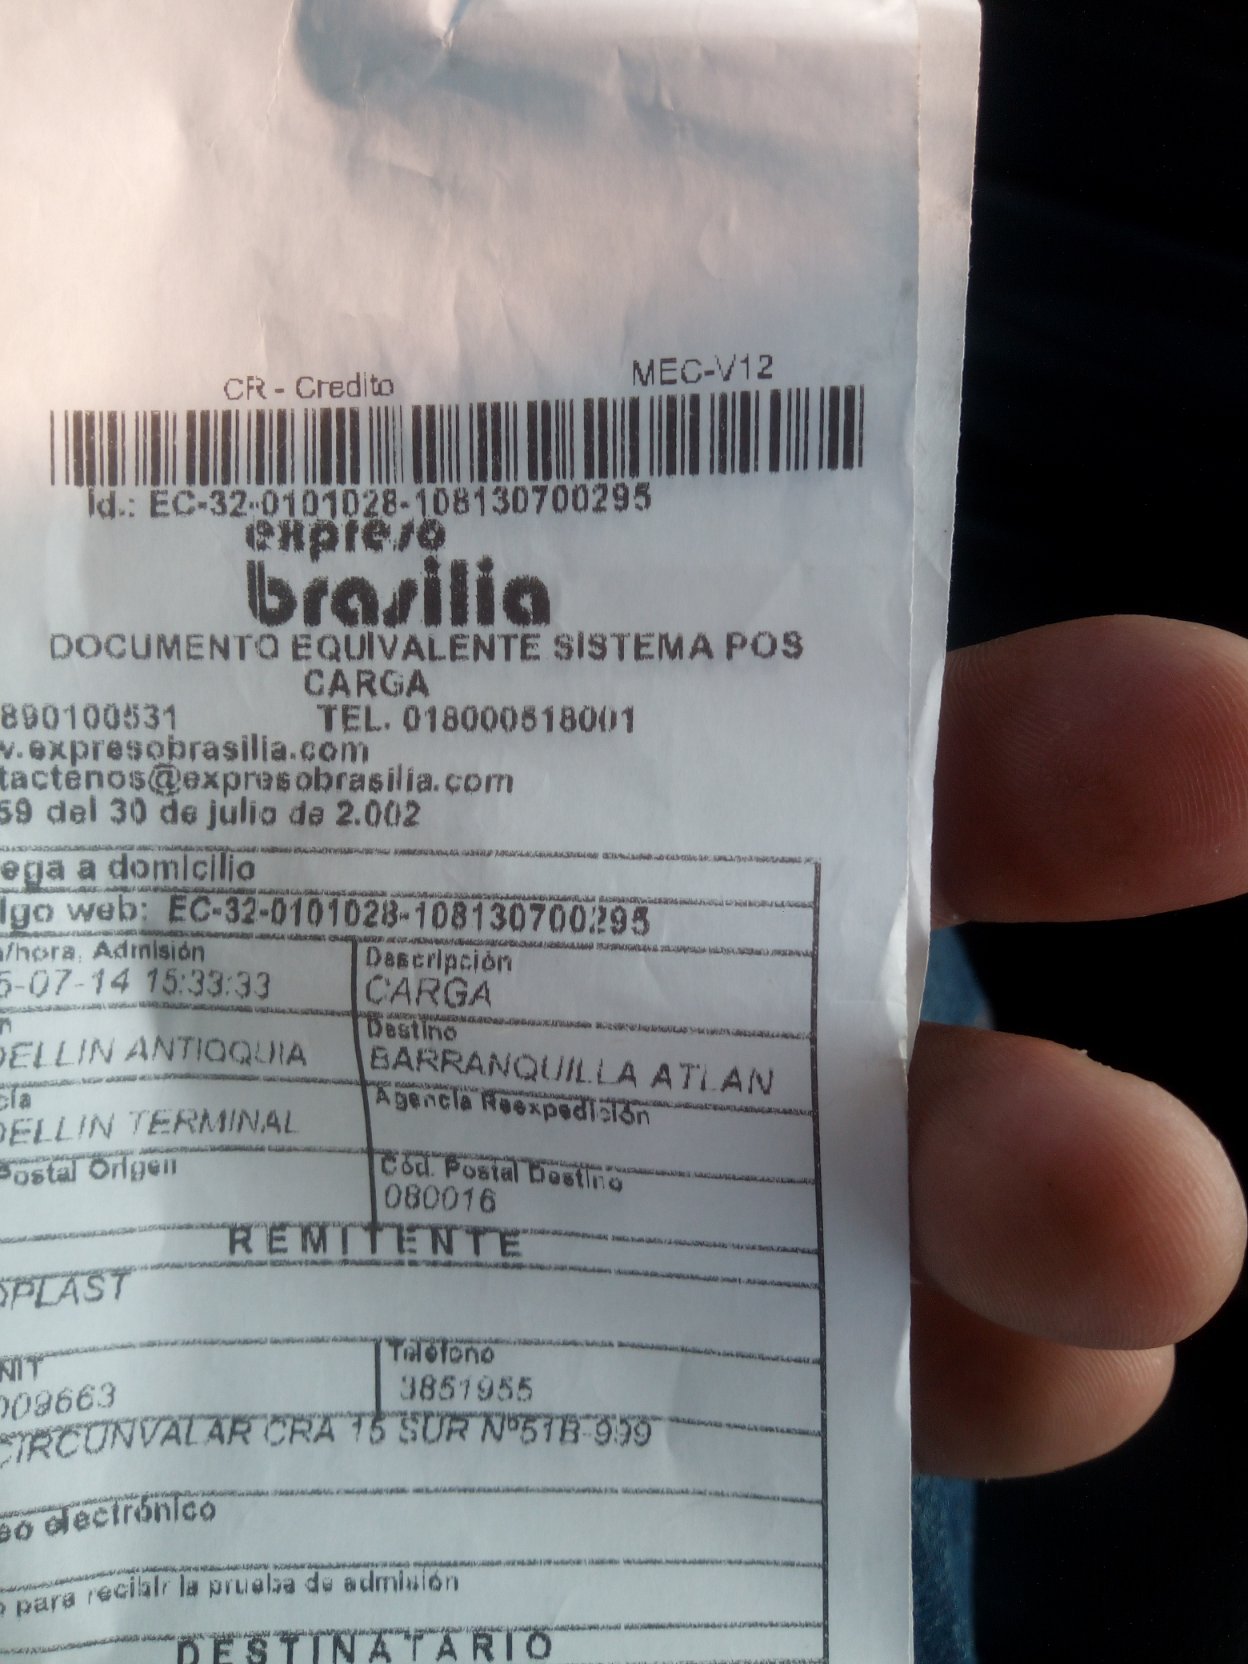 CR - Credito MEC-V12
Id.: EC-32-0101028-108130700295
expreso
brasilia
DOCUMENTO EQUIVALENTE SISTEMA POS
CARGA
890100531 TEL. 018000518001
w.expresobrasilia.com
tactenos@expresobrasilia.com
59 del 30 de julio de 2.002
ega a domicilio
igo web: EC-32-0101028-108130700295
a/hora, Admisión Descripción
5-07-14 15:33:33 CARGA
n Destino
DELLIN ANTIOQUIA BARRANQUILLA ATLAN
cia Agencia Reexpedición
DELLIN TERMINAL
Postal Origen Cód. Postal Destino
080016
REMITENTE
OPLAST
NIT Teléfono
009663 3851955
CIRCUNVALAR CRA 15 SUR Nº51B-999
eo electrónico
o para recibir la prueba de admisión
DESTINATARIO